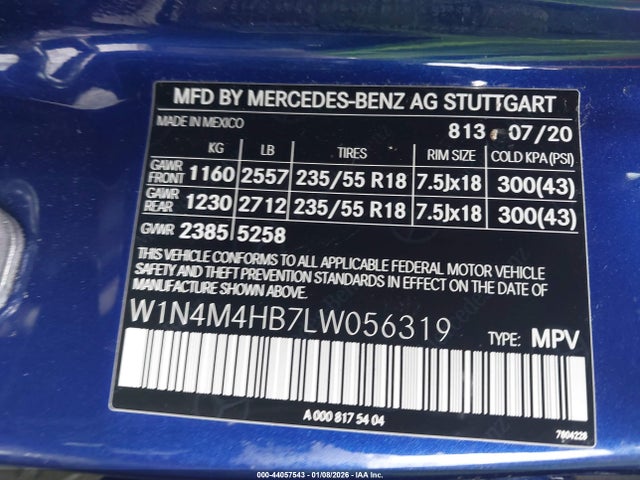 MFD BY MERCEDES-BENZ AG STUTTGART
MADE IN MEXICO 813 07/20
KG LB TIRES RIM SIZE COLD KPA(PSI)
GAWR FRONT 1160 2557 235/55 R18 7.5Jx18 300(43)
GAWR REAR 1230 2712 235/55 R18 7.5Jx18 300(43)
GVWR 2385 5258
THIS VEHICLE CONFORMS TO ALL APPLICABLE FEDERAL MOTOR VEHICLE
SAFETY AND THEFT PREVENTION STANDARDS IN EFFECT ON THE DATE
OF MANUFACTURE SHOWN ABOVE.
W1N4M4HB7LW056319 TYPE: MPV
A 000 817 54 04
7604228
000-44057543 - 01/08/2026 - IAAI.COM